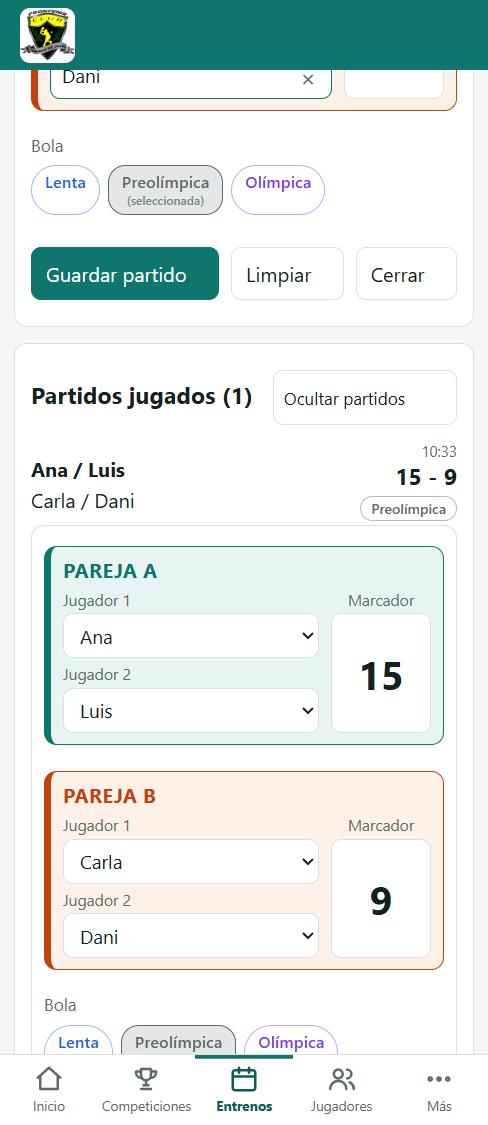 FRONTENIS
CLUB
Dani ×
Bola
Lenta
Preolímpica
(seleccionada)
Olímpica
Guardar partido
Limpiar
Cerrar
Partidos jugados (1)
Ocultar partidos
10:33
Ana / Luis
15 - 9
Carla / Dani
Preolímpica
PAREJA A
Jugador 1
Marcador
Ana
15
Jugador 2
Luis
PAREJA B
Jugador 1
Marcador
Carla
9
Jugador 2
Dani
Bola
Lenta
Preolímpica
Olímpica
Inicio
Competiciones
Entrenos
Jugadores
Más